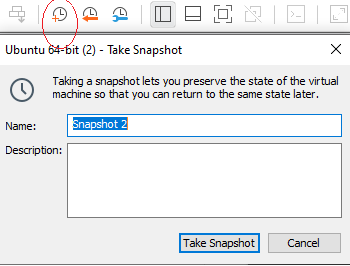 Ubuntu 64-bit (2) - Take Snapshot
Taking a snapshot lets you preserve the state of the virtual
machine so that you can return to the same state later.
Name:
Snapshot 2
Description:
Take Snapshot
Cancel